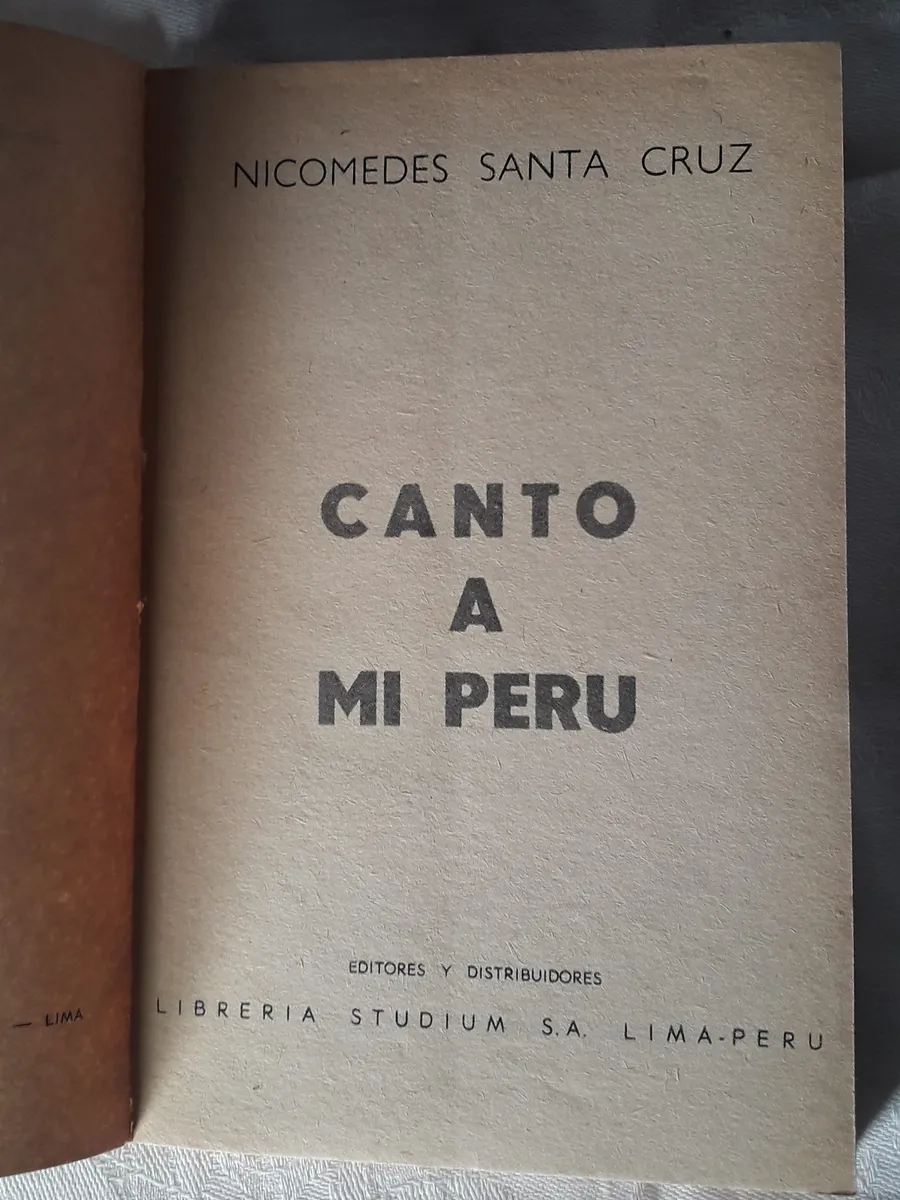 NICOMEDES SANTA CRUZ
CANTO
A
MI PERU
EDITORES Y DISTRIBUIDORES
LIBRERIA STUDIUM S.A. LIMA-PERU
— LIMA